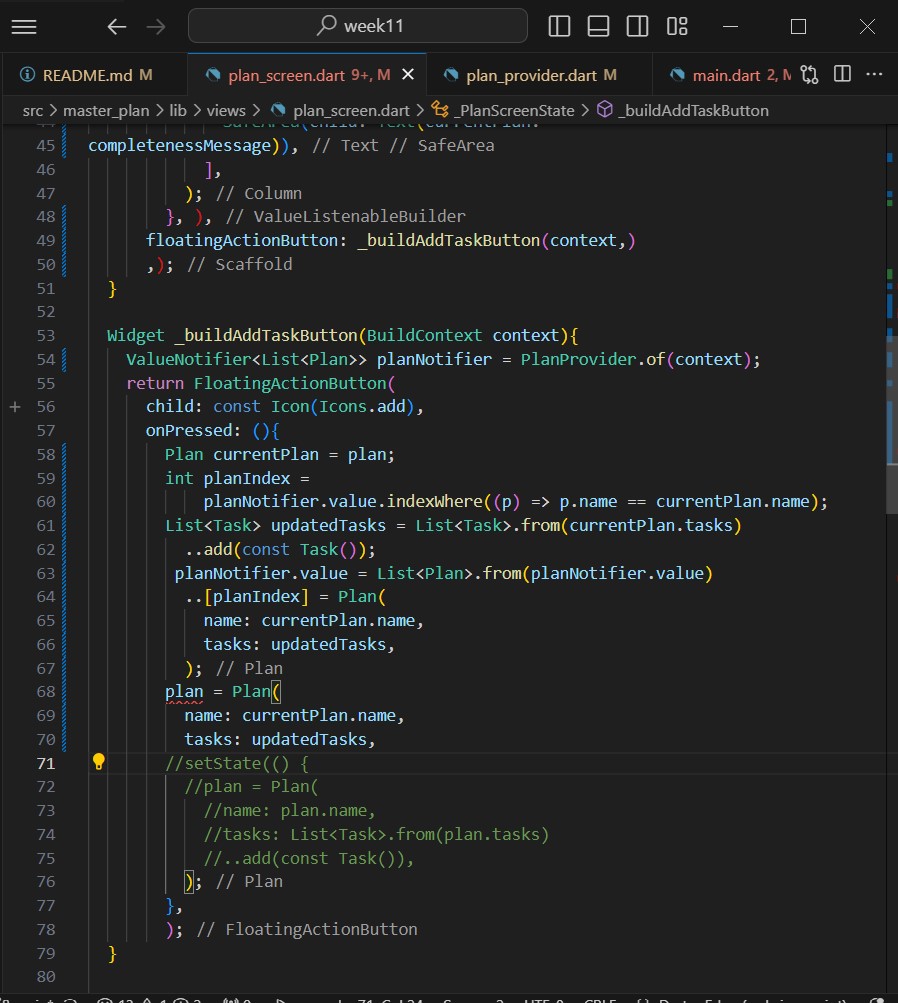 week11
README.md M plan_screen.dart 9+, M plan_provider.dart M main.dart 2, M
src > master_plan > lib > views > plan_screen.dart > _PlanScreenState > _buildAddTaskButton
44 SafeArea(child: Text(currentPlan.
45 completenessMessage)), // Text // SafeArea
46 ],
47 ); // Column
48 }, ), // ValueListenableBuilder
49 floatingActionButton: _buildAddTaskButton(context,)
50 ,); // Scaffold
51 }
52
53 Widget _buildAddTaskButton(BuildContext context){
54 ValueNotifier<List<Plan>> planNotifier = PlanProvider.of(context);
55 return FloatingActionButton(
56 child: const Icon(Icons.add),
57 onPressed: (){
58 Plan currentPlan = plan;
59 int planIndex =
60 planNotifier.value.indexWhere((p) => p.name == currentPlan.name);
61 List<Task> updatedTasks = List<Task>.from(currentPlan.tasks)
62 ..add(const Task());
63 planNotifier.value = List<Plan>.from(planNotifier.value)
64 ..[planIndex] = Plan(
65 name: currentPlan.name,
66 tasks: updatedTasks,
67 ); // Plan
68 plan = Plan(
69 name: currentPlan.name,
70 tasks: updatedTasks,
71 //setState(() {
72 //plan = Plan(
73 //name: plan.name,
74 //tasks: List<Task>.from(plan.tasks)
75 //..add(const Task()),
76 ); // Plan
77 },
78 ); // FloatingActionButton
79 }
80